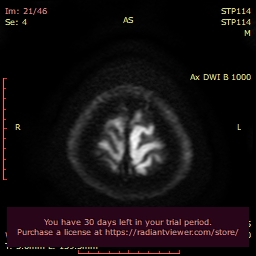 Im: 21/46
Se: 4
AS
STP114
STP114
M
Ax DWI B 1000
R
L
You have 30 days left in your trial period.
Purchase a license at https://radiantviewer.com/store/